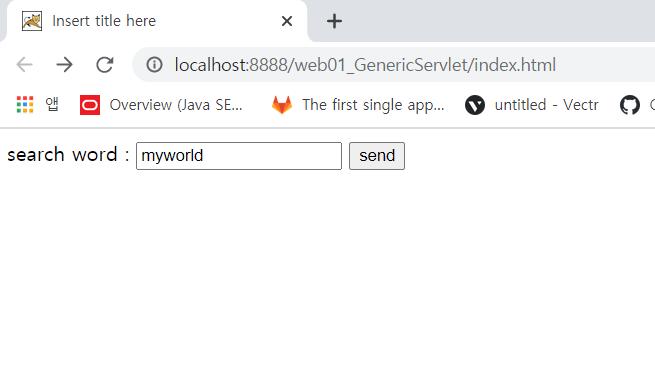 Insert title here
localhost:8888/web01_GenericServlet/index.html
앱 Overview (Java SE... The first single app... untitled - Vectr
search word : myworld send